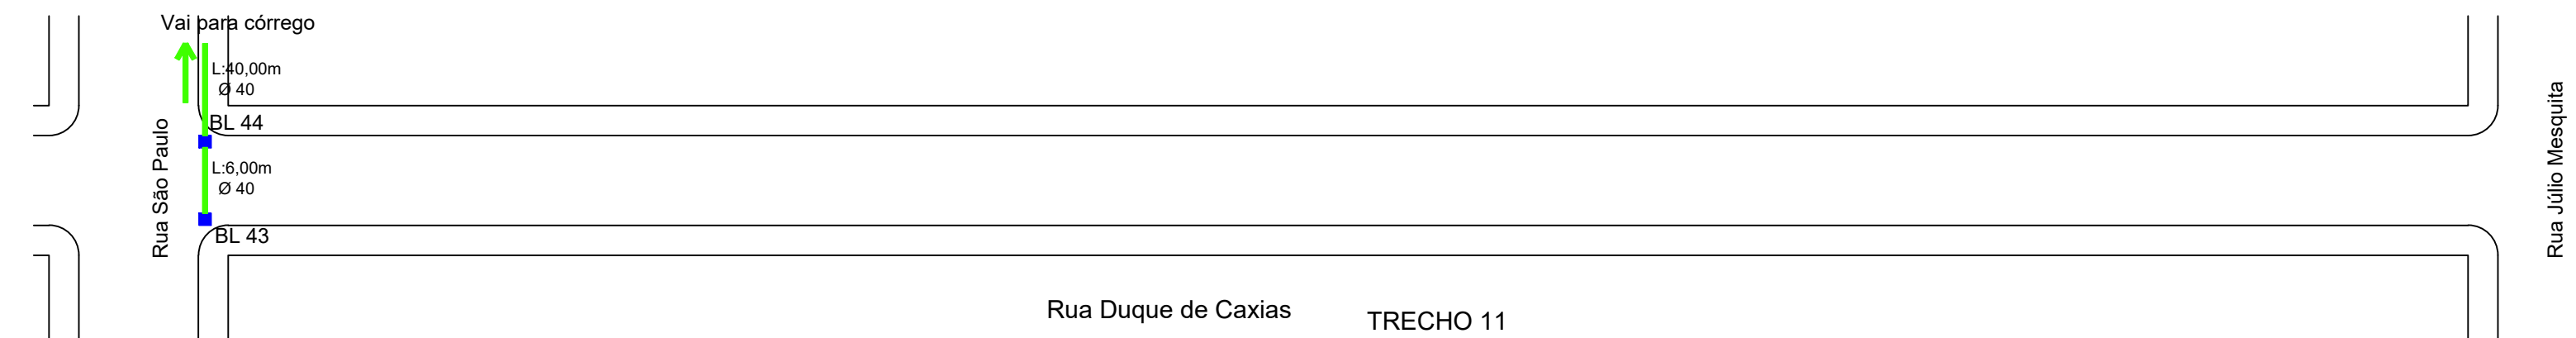 Vai para córrego
L:40,00m
Ø 40
BL 44
Rua São Paulo
L:6,00m
Ø 40
BL 43
Rua Júlio Mesquita
Rua Duque de Caxias
TRECHO 11